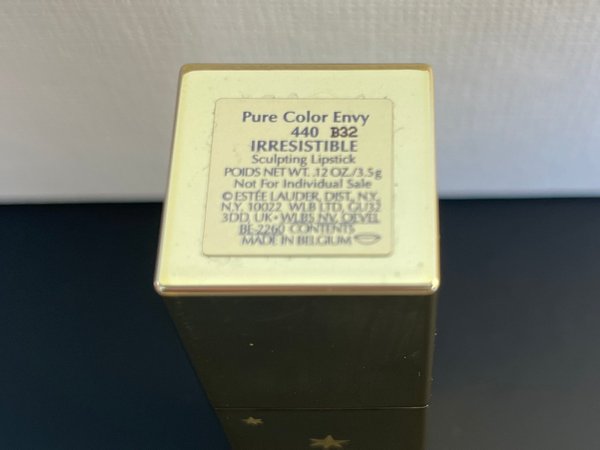 Pure Color Envy
440 B32
IRRESISTIBLE
Sculpting Lipstick
POIDS NET WT. .12 OZ./3.5g
Not For Individual Sale
© ESTĒE LAUDER, DIST. N.Y.,
N.Y. 10022 WLB LTD, GU32
3DD, UK • WLBS NV, OEVEL
BE-2260 CONTENTS
MADE IN BELGIUM